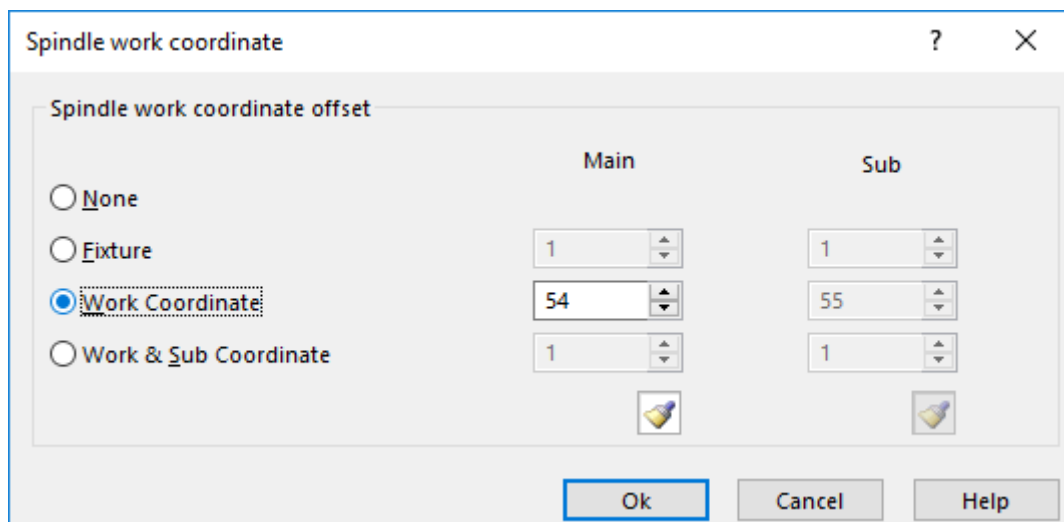 Spindle work coordinate ? ×
Spindle work coordinate offset
Main Sub
None
Fixture 1 1
Work Coordinate 54 55
Work & Sub Coordinate 1 1
Ok Cancel Help